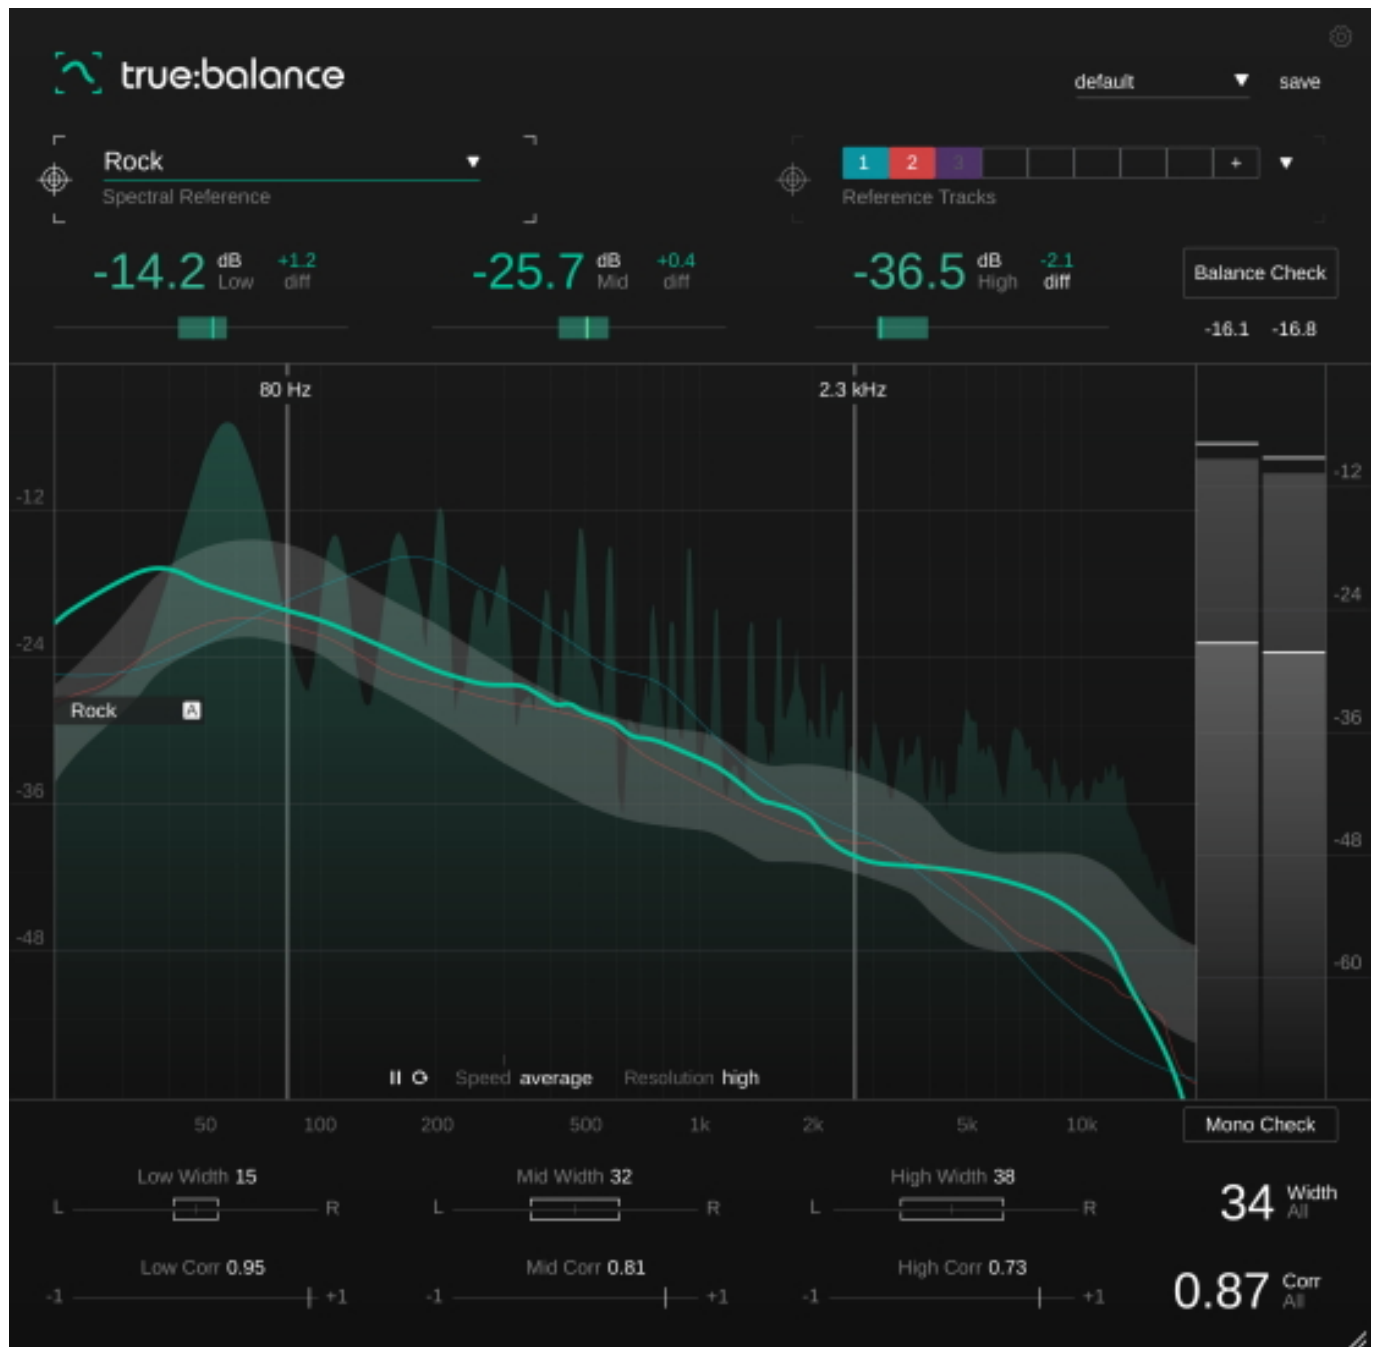 true:balance
default
save
Rock
Spectral Reference
1 2 3 +
Reference Tracks
-14.2 dB Low +1.2 diff
-25.7 dB Mid +0.4 diff
-36.5 dB High -2.1 diff
Balance Check
-16.1 -16.8
80 Hz
2.3 kHz
-12
-24
-36
-48
Rock A
-12
-24
-36
-48
-60
Speed average Resolution high
50 100 200 500 1k 2k 5k 10k
Mono Check
Low Width 15
L R
Mid Width 32
L R
High Width 38
L R
34 Width All
Low Corr 0.95
-1 +1
Mid Corr 0.81
-1 +1
High Corr 0.73
-1 +1
0.87 Corr All